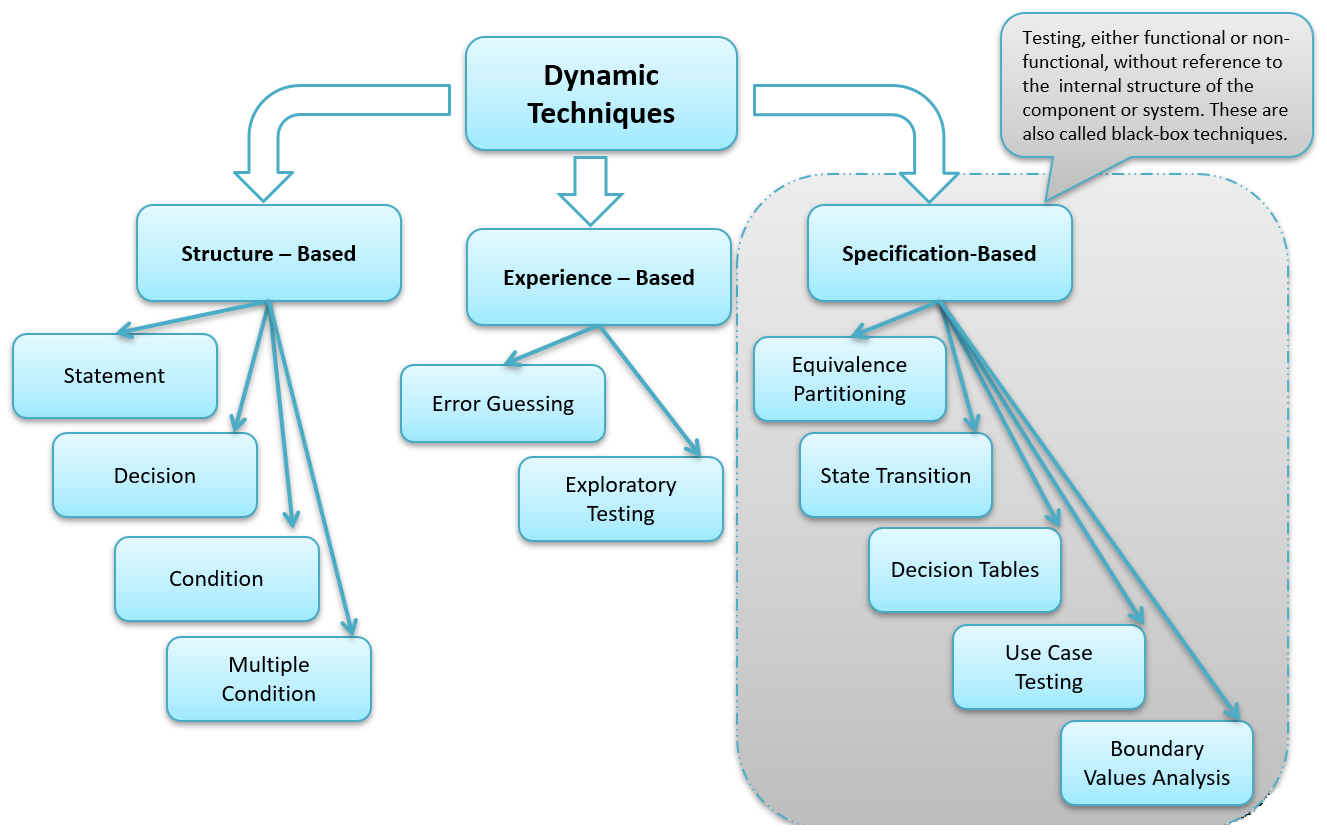 Dynamic
Techniques
Testing, either functional or non-
functional, without reference to
the internal structure of the
component or system. These are
also called black-box techniques.
Structure – Based
Statement
Decision
Condition
Multiple
Condition
Experience – Based
Error Guessing
Exploratory
Testing
Specification-Based
Equivalence
Partitioning
State Transition
Decision Tables
Use Case
Testing
Boundary
Values Analysis